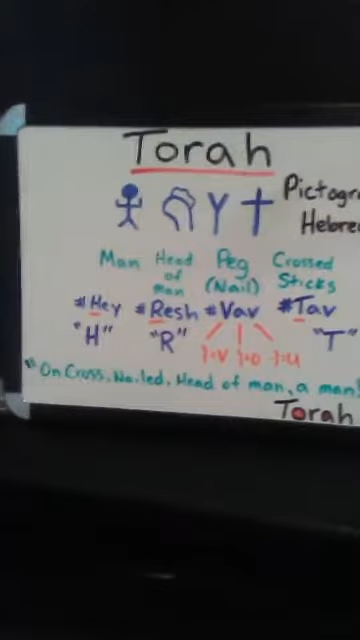 Torah
Pictogra
Hebre
Man Head of man Peg (Nail) Crossed Sticks
#Hey #Resh #Vav #Tav
"H" "R" "T"
=V =O =U
"On Cross, Nailed, Head of man, a man!
Torah